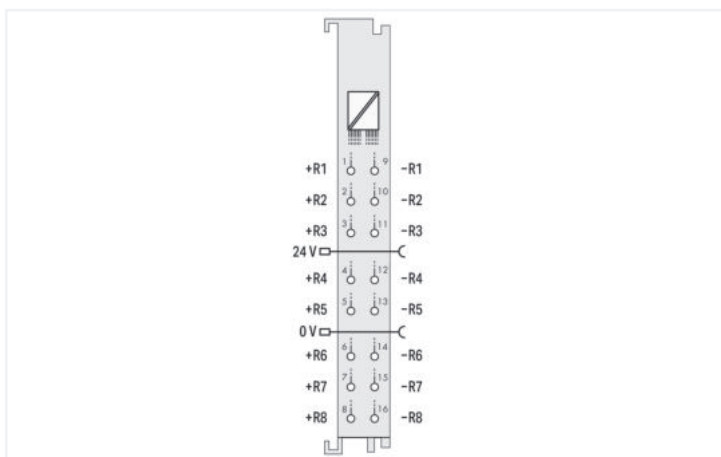 +R1 1 9 -R1
+R2 2 10 -R2
+R3 3 11 -R3
24 V
+R4 4 12 -R4
+R5 5 13 -R5
0 V
+R6 6 14 -R6
+R7 7 15 -R7
+R8 8 16 -R8